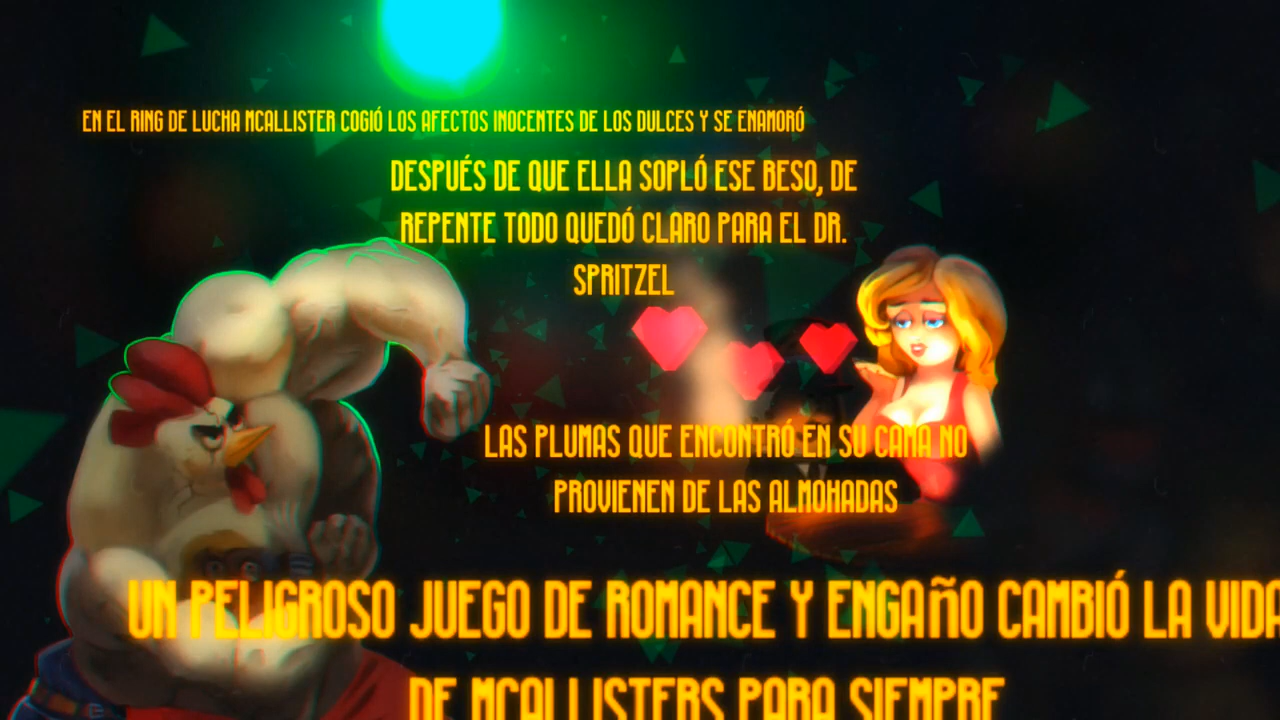 EN EL RING DE LUCHA MCALLISTER COGIÓ LOS AFECTOS INOCENTES DE LOS DULCES Y SE ENAMORÓ
DESPUÉS DE QUE ELLA SOPLÓ ESE BESO, DE
REPENTE TODO QUEDÓ CLARO PARA EL DR.
SPRITZEL
LAS PLUMAS QUE ENCONTRÓ EN SU CAMA NO
PROVIENEN DE LAS ALMOHADAS
UN PELIGROSO JUEGO DE ROMANCE Y ENGAñO CAMBIÓ LA VIDA
DE MCALLISTERS PARA SIEMPRE